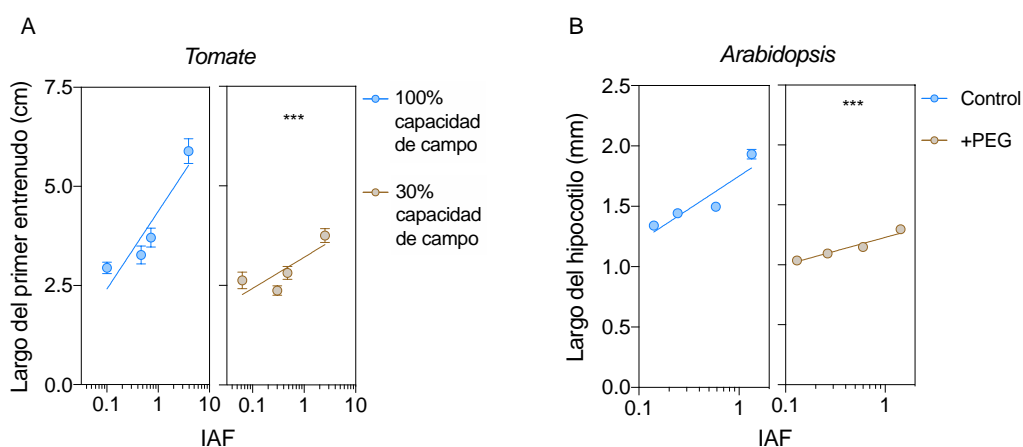 A
Tomate
Largo del primer entrenudo (cm)
7.5
5.0
2.5
0.0
0.1
1
10
0.1
1
10
IAF
***
100%
capacidad
de campo
30%
capacidad
de campo
B
Arabidopsis
Largo del hipocotilo (mm)
2.5
2.0
1.5
1.0
0.5
0.0
0.1
1
0.1
1
IAF
***
Control
+PEG